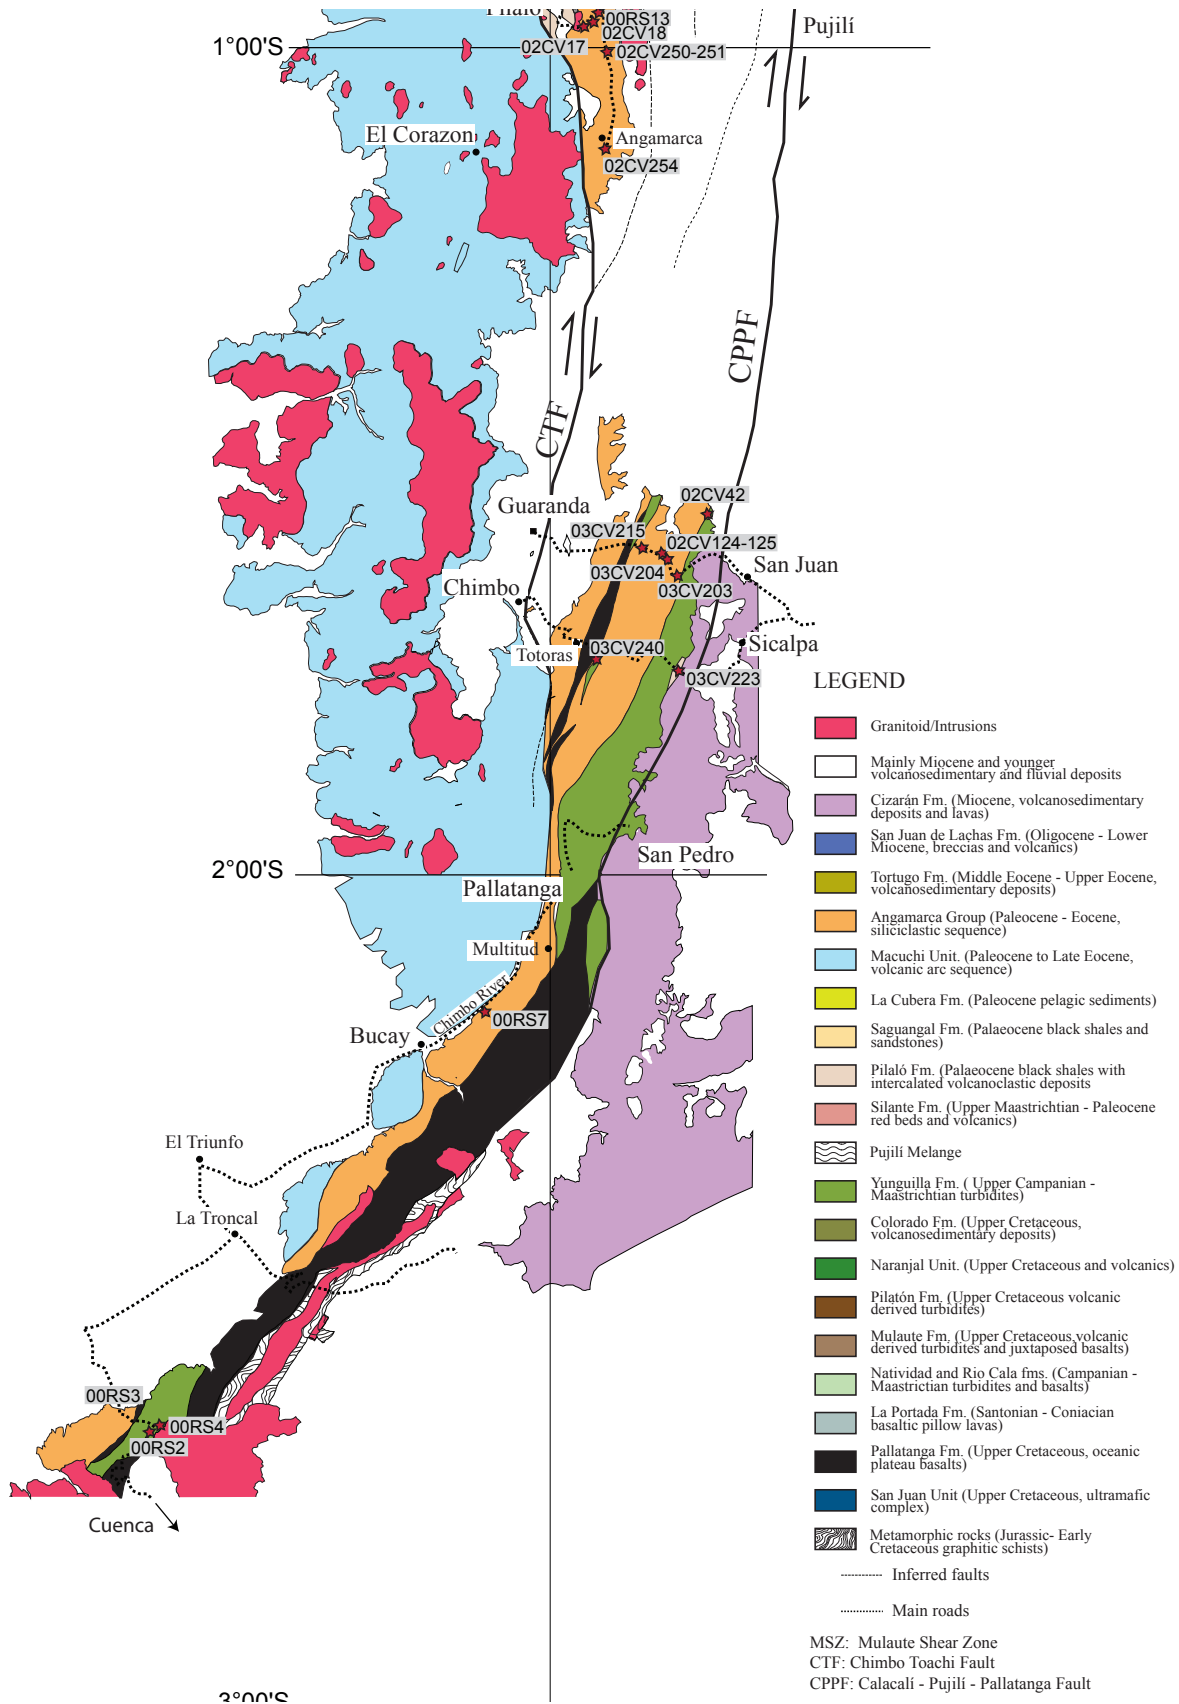 Pilaló
00RS13
Pujilí
02CV18
02CV17
1°00'S
02CV250-251
El Corazon
Angamarca
02CV254
CPPF
CTF
02CV42
Guaranda
03CV215
02CV124-125
San Juan
03CV204
Chimbo
03CV203
Sicalpa
03CV240
Totoras
03CV223
San Pedro
2°00'S
Pallatanga
Multitud
Chimbo River
00RS7
Bucay
El Triunfo
La Troncal
00RS3
00RS4
00RS2
Cuenca
3°00'S
LEGEND
Granitoid/Intrusions
Mainly Miocene and younger
volcanosedimentary and fluvial deposits
Cizarán Fm. (Miocene, volcanosedimentary
deposits and lavas)
San Juan de Lachas Fm. (Oligocene - Lower
Miocene, breccias and volcanics)
Tortugo Fm. (Middle Eocene - Upper Eocene,
volcanosedimentary deposits)
Angamarca Group (Paleocene - Eocene,
siliciclastic sequence)
Macuchi Unit. (Paleocene to Late Eocene,
volcanic arc sequence)
La Cubera Fm. (Paleocene pelagic sediments)
Saguangal Fm. (Palaeocene black shales and
sandstones)
Pilaló Fm. (Palaeocene black shales with
intercalated volcanoclastic deposits
Silante Fm. (Upper Maastrichtian - Paleocene
red beds and volcanics)
Pujilí Melange
Yunguilla Fm. ( Upper Campanian -
Maastrichtian turbidites)
Colorado Fm. (Upper Cretaceous,
volcanosedimentary deposits)
Naranjal Unit. (Upper Cretaceous and volcanics)
Pilatón Fm. (Upper Cretaceous volcanic
derived turbidites)
Mulaute Fm. (Upper Cretaceous,volcanic
derived turbidites and juxtaposed basalts)
Natividad and Rio Cala fms. (Campanian -
Maastrictian turbidites and basalts)
La Portada Fm. (Santonian - Coniacian
basaltic pillow lavas)
Pallatanga Fm. (Upper Cretaceous, oceanic
plateau basalts)
San Juan Unit (Upper Cretaceous, ultramafic
complex)
Metamorphic rocks (Jurassic- Early
Cretaceous graphitic schists)
Inferred faults
Main roads
MSZ: Mulaute Shear Zone
CTF: Chimbo Toachi Fault
CPPF: Calacalí - Pujilí - Pallatanga Fault